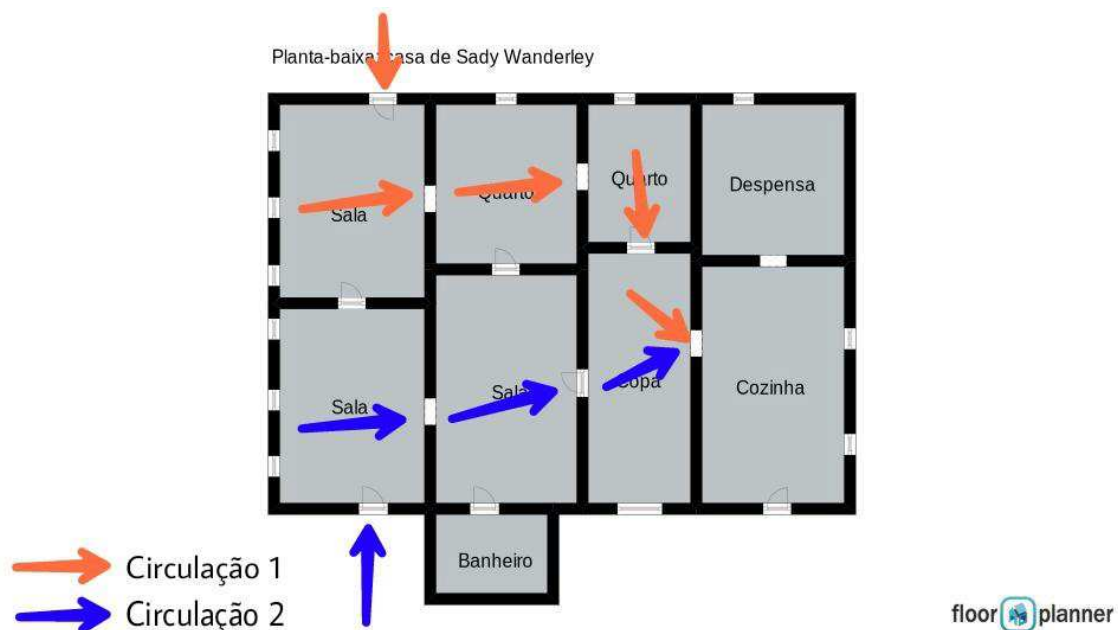 Planta-baixa: casa de Sady Wanderley
Quarto
Despensa
Quarto
Sala
Sala
Sala
Copa
Cozinha
Banheiro
Circulação 1
Circulação 2
floor planner